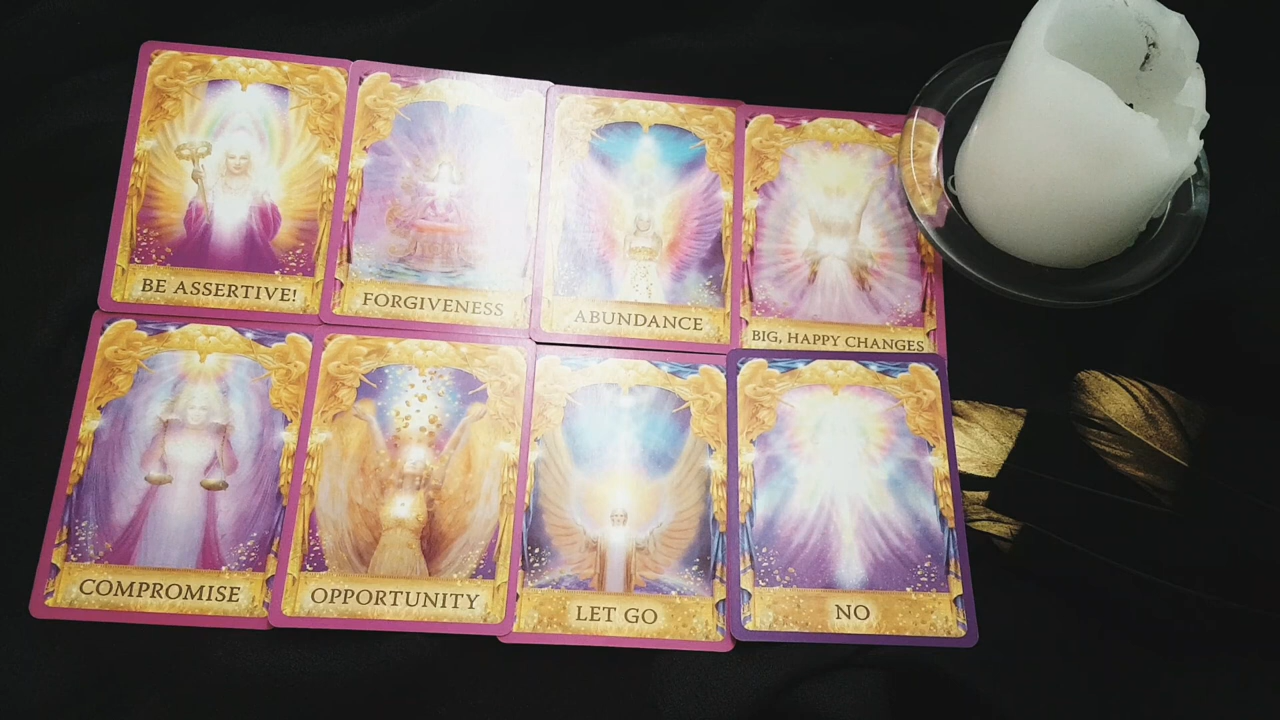 BE ASSERTIVE!
FORGIVENESS
ABUNDANCE
BIG, HAPPY CHANGES
COMPROMISE
OPPORTUNITY
LET GO
NO